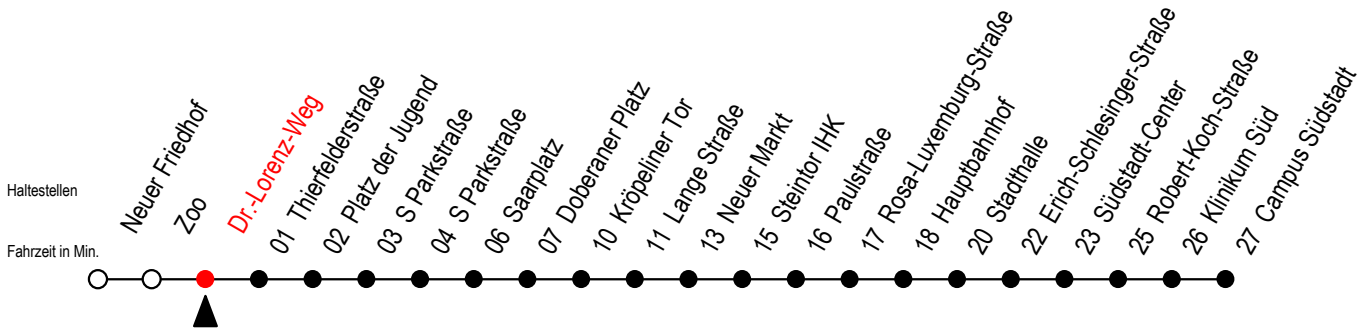 Haltestellen
Fahrzeit in Min.
Neuer Friedhof
Zoo
Dr.-Lorenz-Weg
01 Thierfelderstraße
02 Platz der Jugend
03 S Parkstraße
04 S Parkstraße
06 Saarplatz
07 Doberaner Platz
10 Kröpeliner Tor
11 Lange Straße
13 Neuer Markt
15 Steintor IHK
16 Paulstraße
17 Rosa-Luxemburg-Straße
18 Hauptbahnhof
20 Stadthalle
22 Erich-Schlesinger-Straße
23 Südstadt-Center
25 Robert-Koch-Straße
26 Klinikum Süd
27 Campus Südstadt